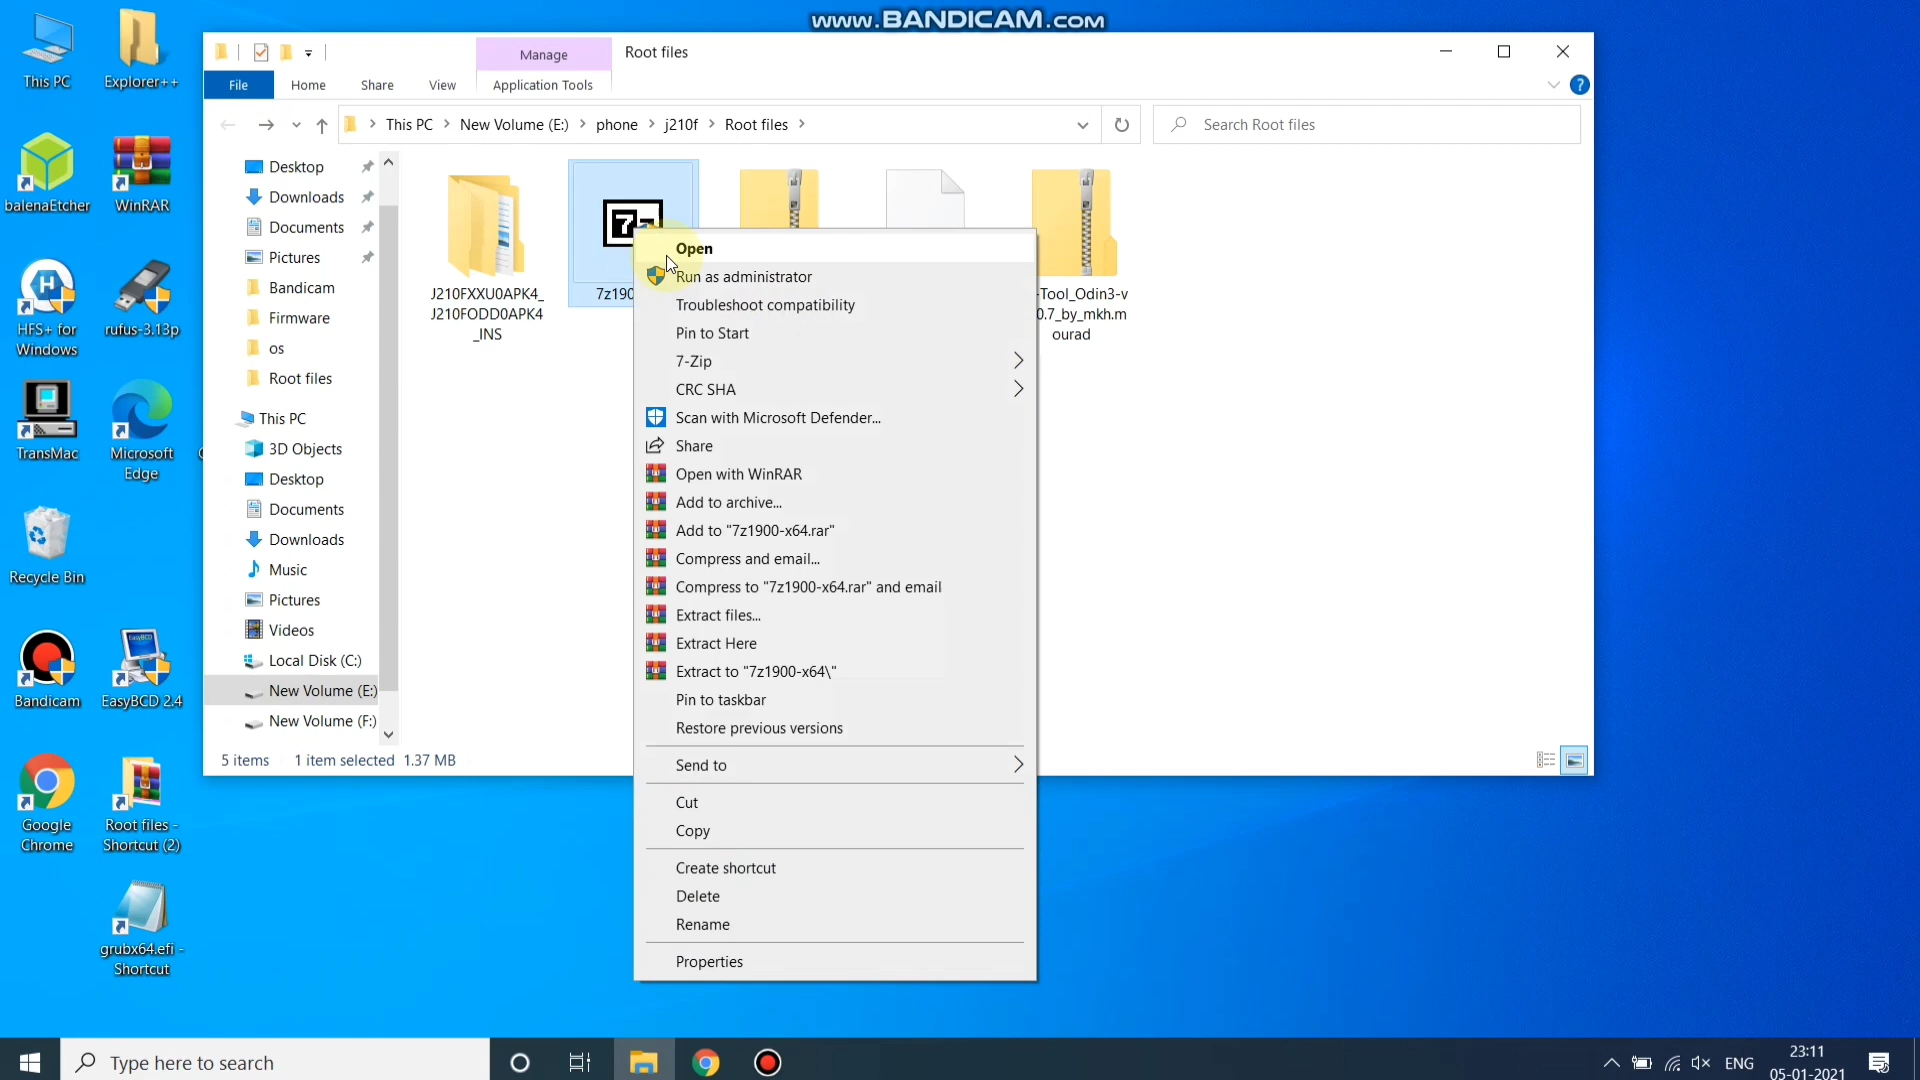 www.BANDICAM.com
This PC
Explorer++
balenaEtcher
WinRAR
HFS+ for
Windows
rufus-3.13p
TransMac
Microsoft
Edge
Recycle Bin
Bandicam
EasyBCD 2.4
Google
Chrome
Root files -
Shortcut (2)
grubx64.efi -
Shortcut
Manage
Root files
File
Home
Share
View
Application Tools
This PC
New Volume (E:)
phone
j210f
Root files
Search Root files
Desktop
Downloads
Documents
Pictures
Bandicam
Firmware
os
Root files
This PC
3D Objects
Desktop
Documents
Downloads
Music
Pictures
Videos
Local Disk (C:)
New Volume (E:)
New Volume (F:)
J210FXXU0APK4_
J210FODD0APK4
_INS
7z190
-Tool_Odin3-v
0.7_by_mkh.m
ourad
Open
Run as administrator
Troubleshoot compatibility
Pin to Start
7-Zip
CRC SHA
Scan with Microsoft Defender...
Share
Open with WinRAR
Add to archive...
Add to "7z1900-x64.rar"
Compress and email...
Compress to "7z1900-x64.rar" and email
Extract files...
Extract Here
Extract to "7z1900-x64\"
Pin to taskbar
Restore previous versions
Send to
Cut
Copy
Create shortcut
Delete
Rename
Properties
5 items
1 item selected 1.37 MB
Type here to search
ENG
23:11
05-01-2021